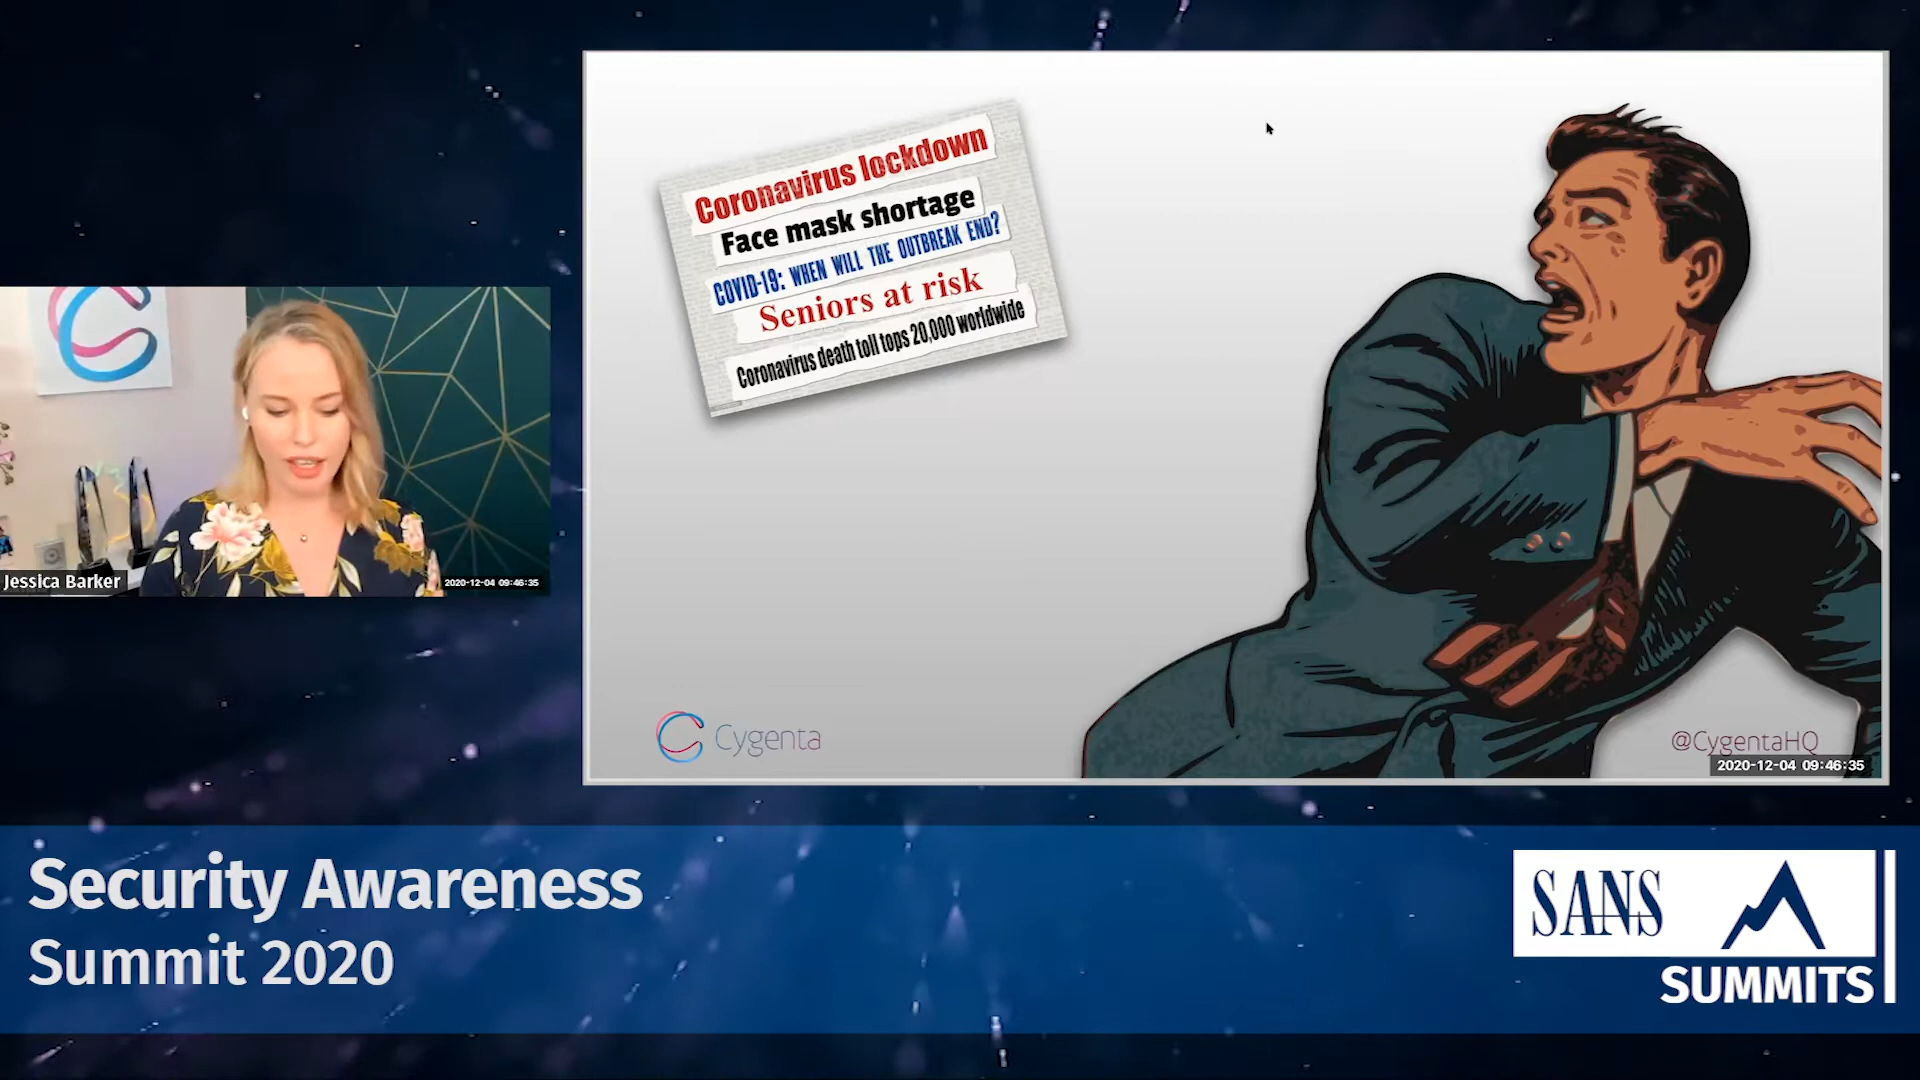 Coronavirus lockdown
Face mask shortage
COVID-19: WHEN WILL THE OUTBREAK END?
Seniors at risk
Coronavirus death toll tops 20,000 worldwide
Jessica Barker
2020-12-04 09:46:35
Cygenta
@CygentaHQ
2020-12-04 09:46:35
Security Awareness
Summit 2020
SANS
SUMMITS